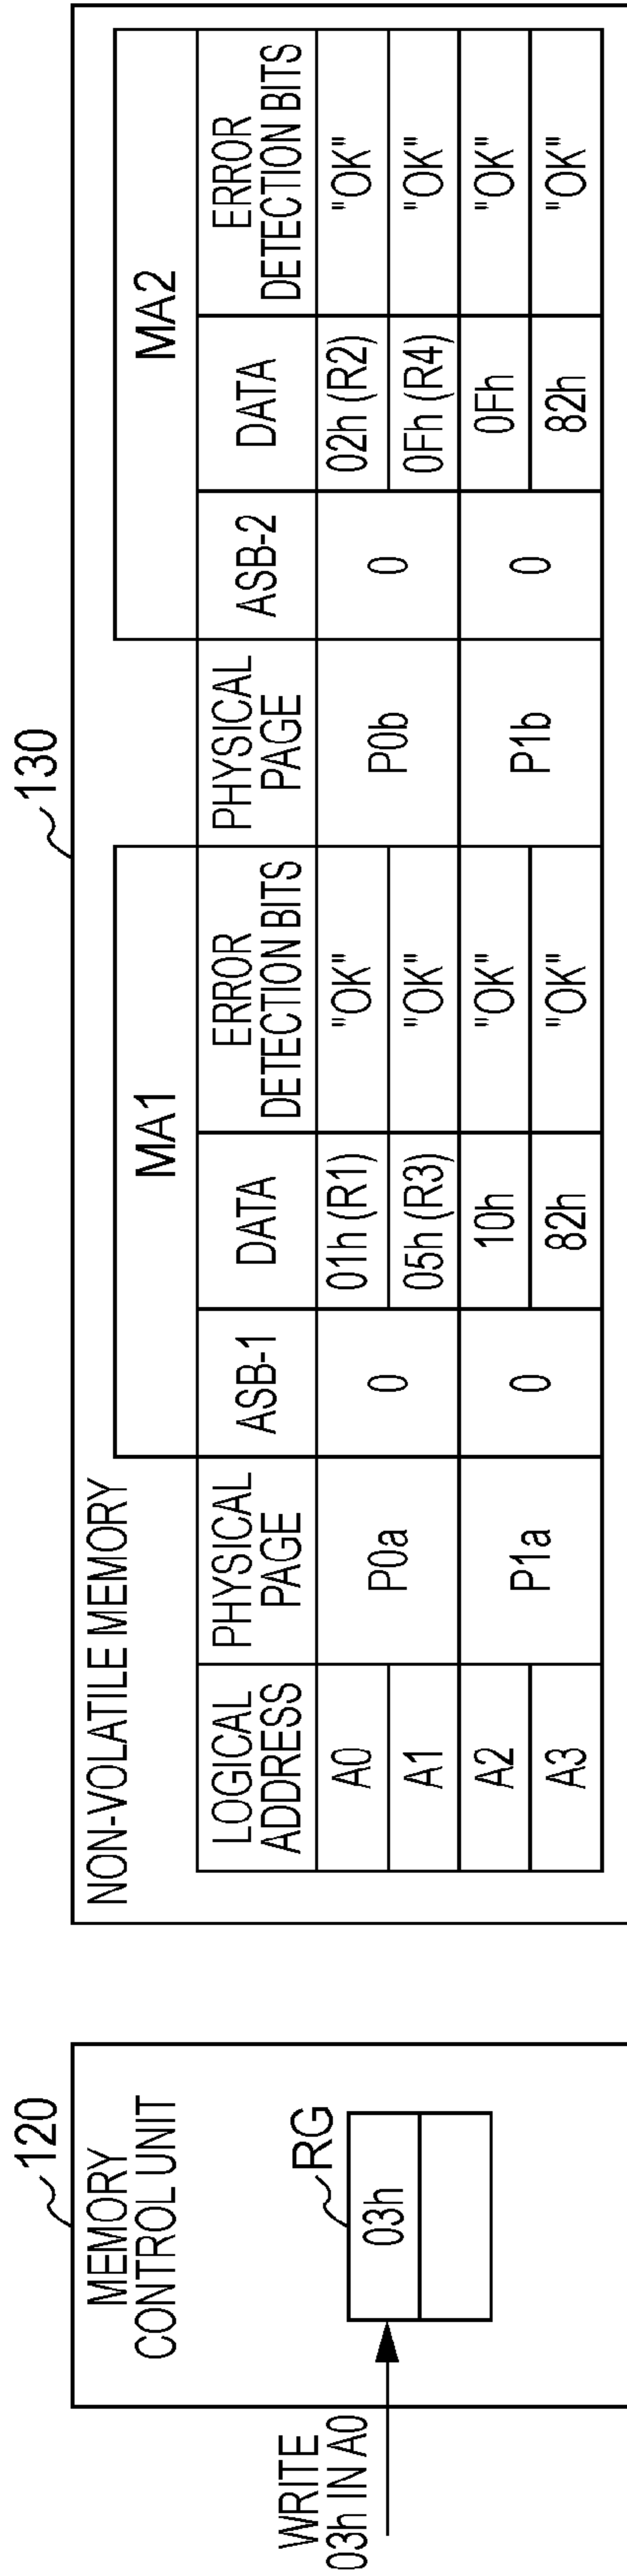 120
MEMORY
CONTROL UNIT
WRITE
03h IN A0
RG
03h
130
NON-VOLATILE MEMORY
MA1
MA2
LOGICAL
ADDRESS
PHYSICAL
PAGE
ASB-1
DATA
ERROR
DETECTION BITS
PHYSICAL
PAGE
ASB-2
DATA
ERROR
DETECTION BITS
A0
P0a
0
01h (R1)
"OK"
P0b
0
02h (R2)
"OK"
A1
05h (R3)
"OK"
0Fh (R4)
"OK"
A2
P1a
0
10h
"OK"
P1b
0
0Fh
"OK"
A3
82h
"OK"
82h
"OK"